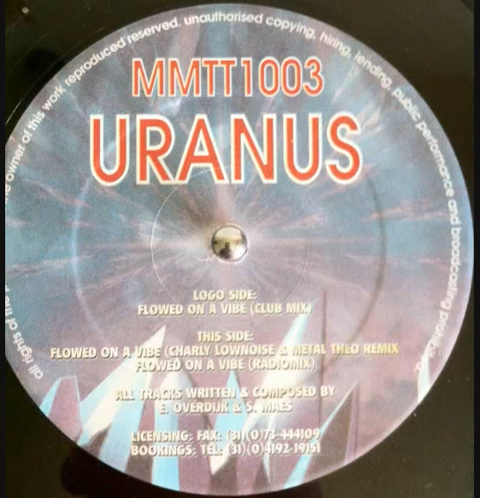 all rights of the owner of this work reproduced reserved. unauthorised copying, hiring, lending, public performance and broadcasting
MMTT1003
URANUS
LOGO SIDE:
FLOWED ON A VIBE (CLUB MIX)
THIS SIDE:
FLOWED ON A VIBE (CHARLY LOWNOISE & METAL THEO REMIX
FLOWED ON A VIBE (RADIOMIX)
ALL TRACKS WRITTEN & COMPOSED BY
E. OVERDIJK & S. MAES
LICENSING: FAX: (31)(0)73-444109
BOOKINGS: TEL: (31)(0)4192-19151